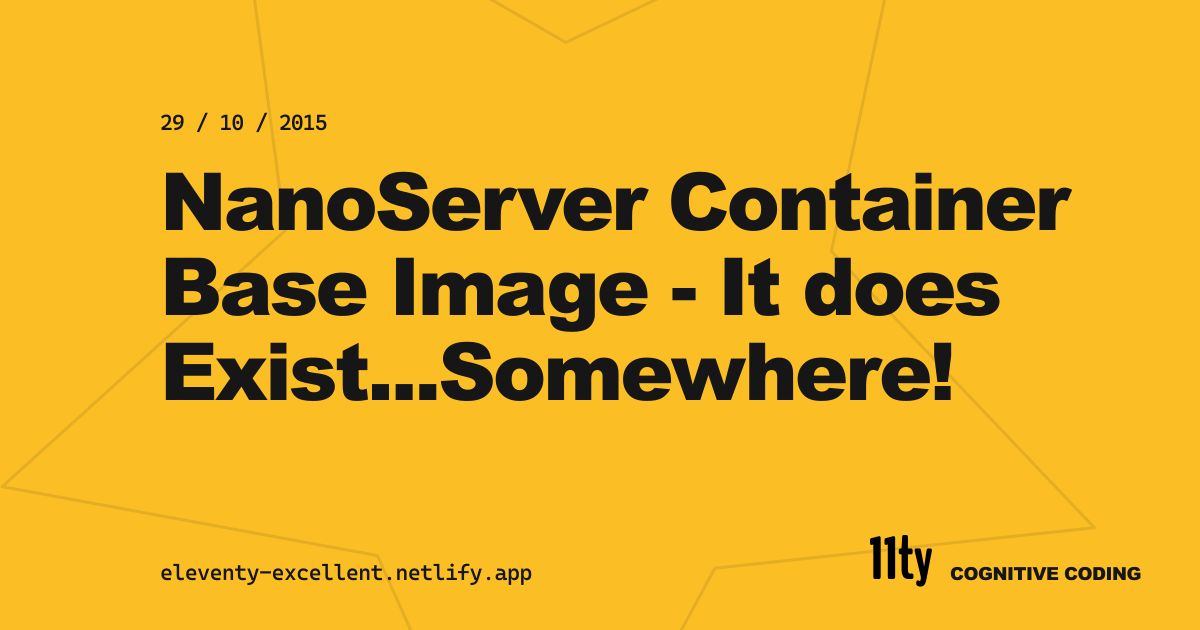 29 / 10 / 2015
NanoServer Container
Base Image - It does
Exist...Somewhere!
eleventy-excellent.netlify.app
11ty COGNITIVE CODING